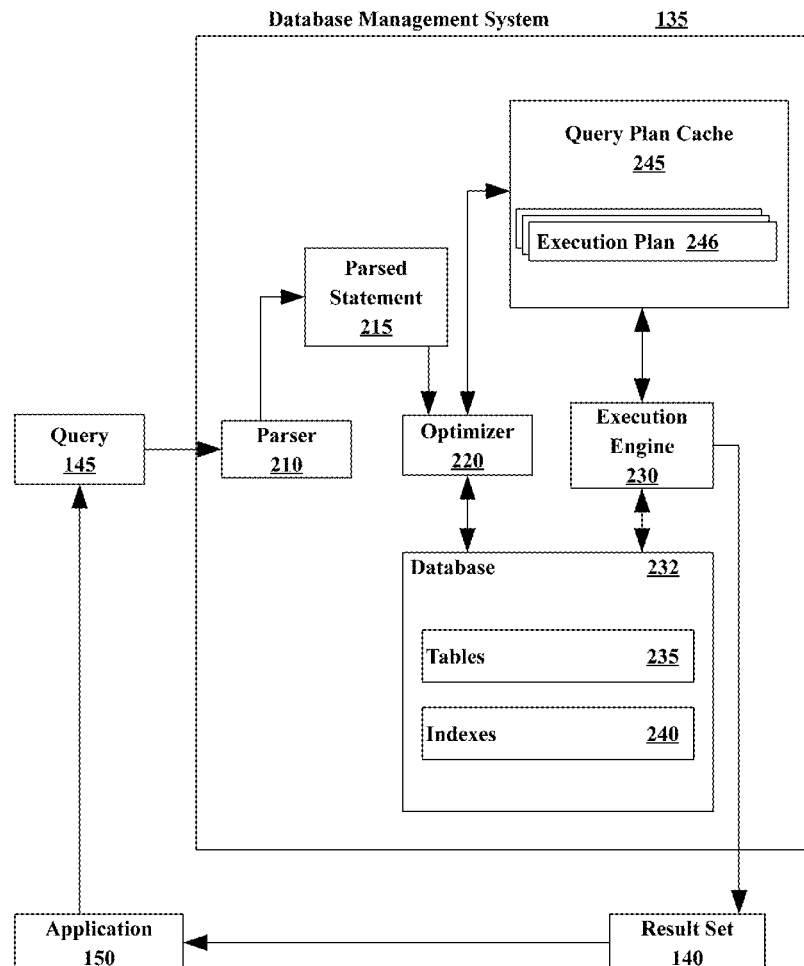 Database Management System 135
Query Plan Cache
245
Execution Plan 246
Parsed
Statement
215
Query
145
Parser
210
Optimizer
220
Execution
Engine
230
Database 232
Tables 235
Indexes 240
Application
150
Result Set
140